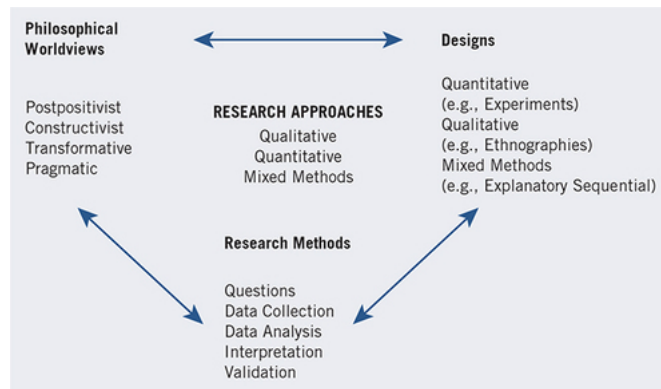 Philosophical
Worldviews
Postpositivist
Constructivist
Transformative
Pragmatic
RESEARCH APPROACHES
Qualitative
Quantitative
Mixed Methods
Designs
Quantitative
(e.g., Experiments)
Qualitative
(e.g., Ethnographies)
Mixed Methods
(e.g., Explanatory Sequential)
Research Methods
Questions
Data Collection
Data Analysis
Interpretation
Validation